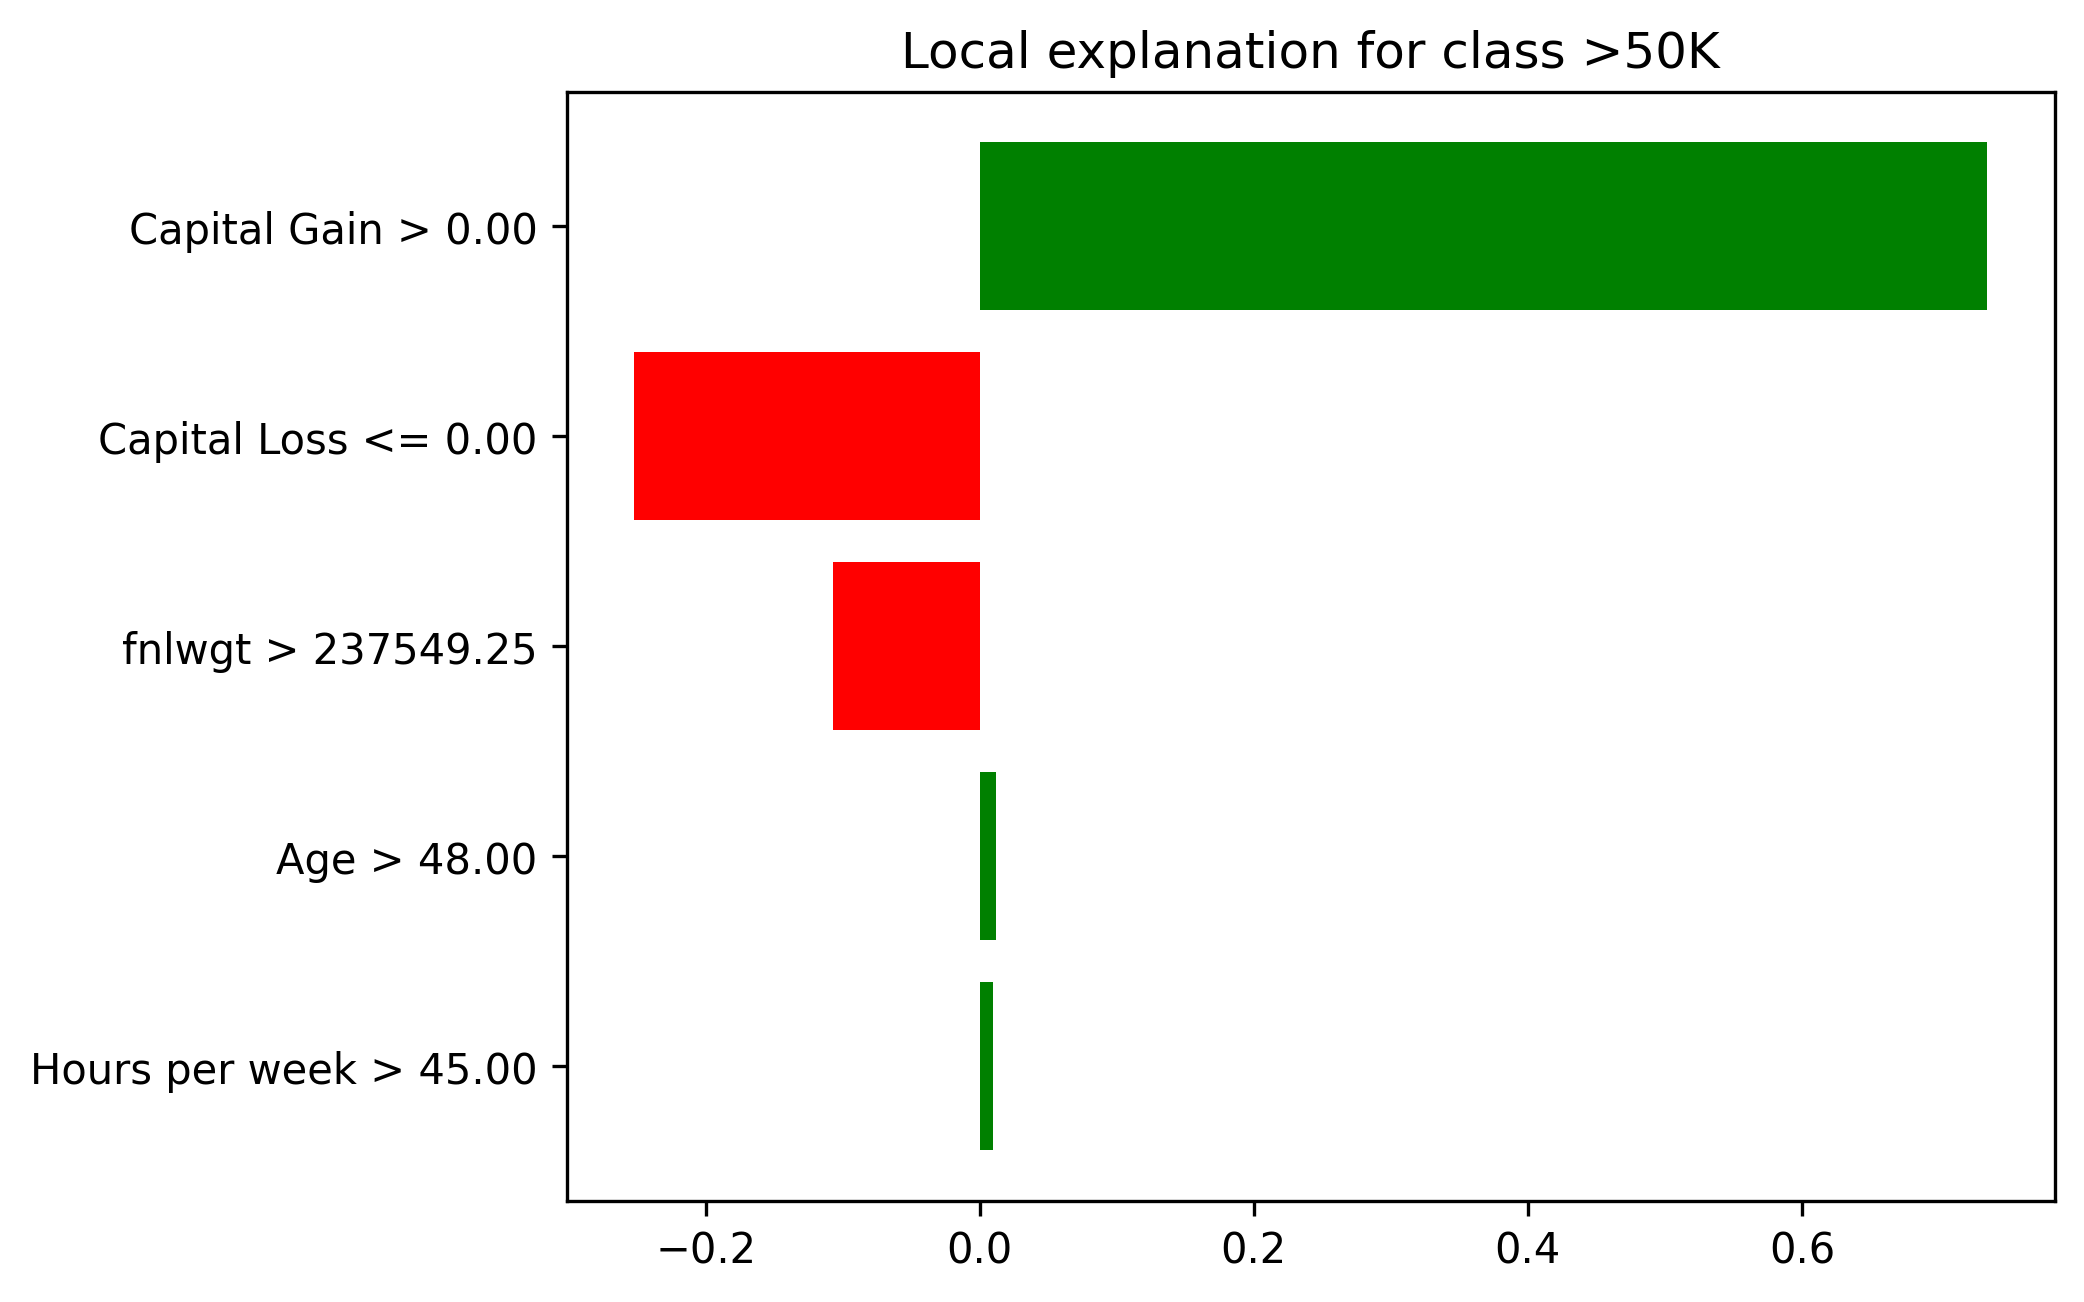 Local explanation for class >50K
Capital Gain > 0.00
Capital Loss <= 0.00
fnlwgt > 237549.25
Age > 48.00
Hours per week > 45.00
−0.2 0.0 0.2 0.4 0.6